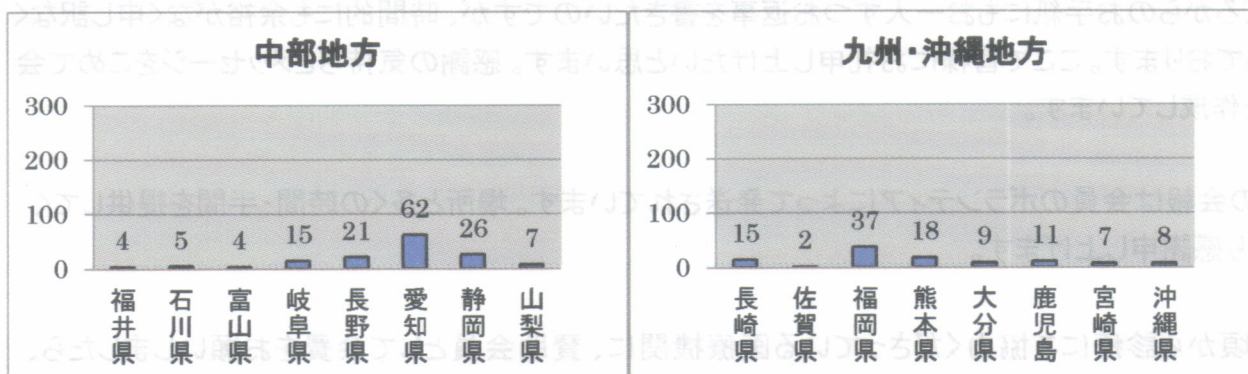 中部地方
300
200
100
0
4 5 4 15 21 62 26 7
福井県 石川県 富山県 岐阜県 長野県 愛知県 静岡県 山梨県
九州・沖縄地方
300
200
100
0
15 2 37 18 9 11 7 8
長崎県 佐賀県 福岡県 熊本県 大分県 鹿児島 宮崎県 沖縄県